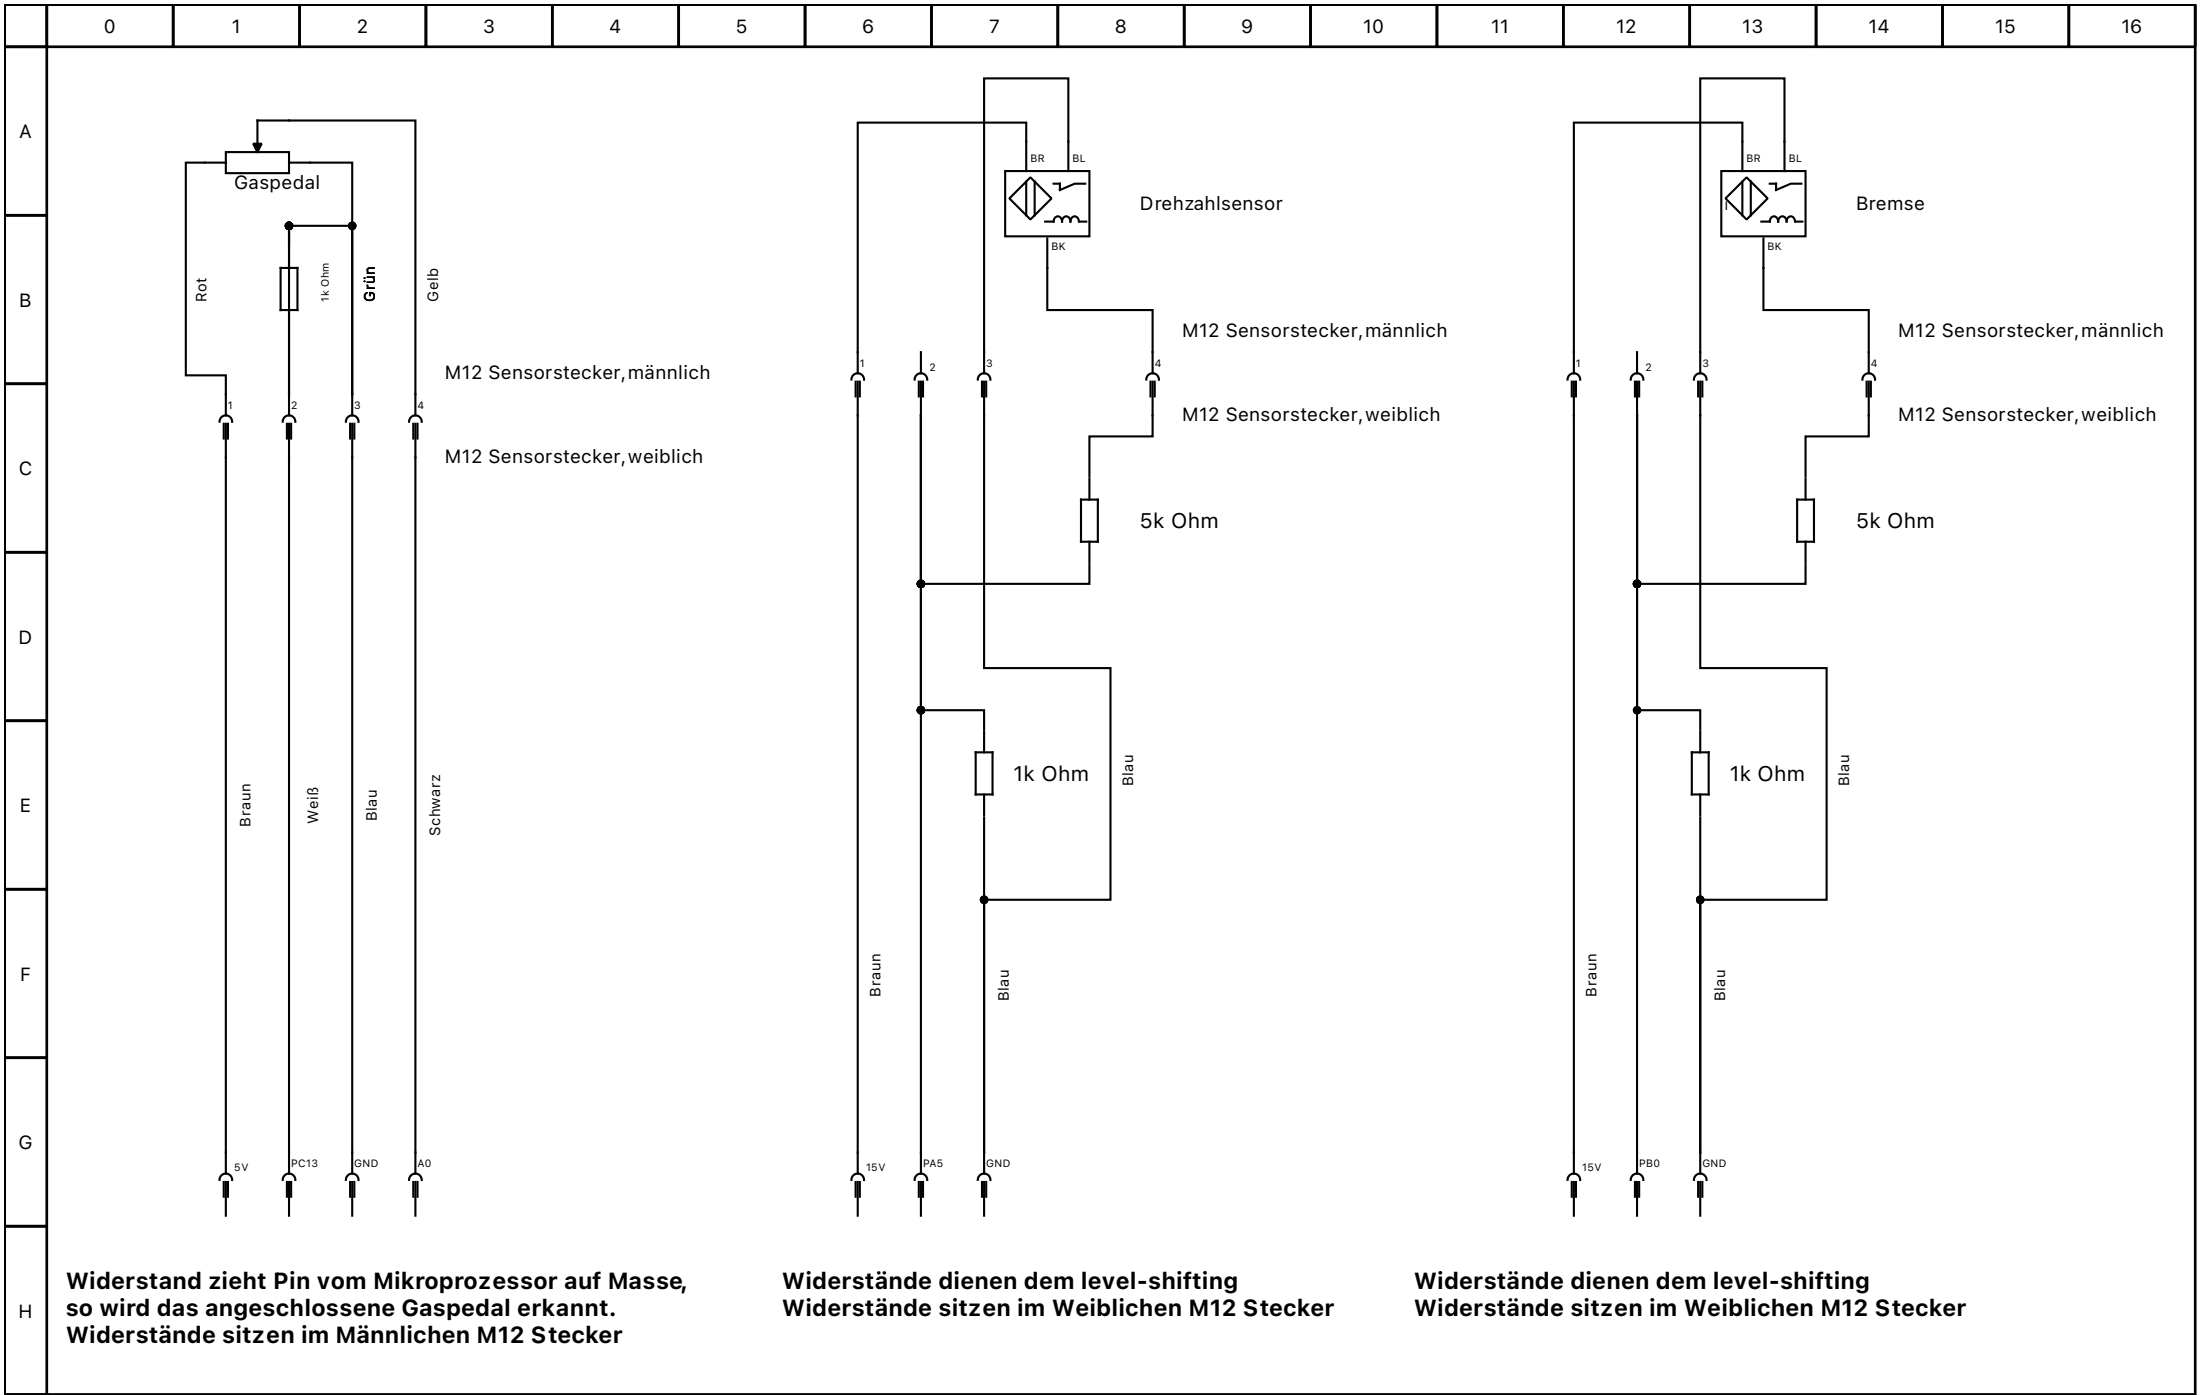 0 1 2 3 4 5 6 7 8 9 10 11 12 13 14 15 16
A
B
C
D
E
F
G
H
Gaspedal
Rot
1k Ohm
Grün
Gelb
M12 Sensorstecker, männlich
1 2 3 4
M12 Sensorstecker, weiblich
Braun
Weiß
Blau
Schwarz
5V PC13 GND A0
Widerstand zieht Pin vom Mikroprozessor auf Masse,
so wird das angeschlossene Gaspedal erkannt.
Widerstände sitzen im Männlichen M12 Stecker
BR BL
Drehzahlsensor
BK
M12 Sensorstecker, männlich
1 2 3 4
M12 Sensorstecker, weiblich
5k Ohm
1k Ohm
Blau
Braun
Blau
15V PA5 GND
Widerstände dienen dem level-shifting
Widerstände sitzen im Weiblichen M12 Stecker
BR BL
Bremse
BK
M12 Sensorstecker, männlich
1 2 3 4
M12 Sensorstecker, weiblich
5k Ohm
1k Ohm
Blau
Braun
Blau
15V PB0 GND
Widerstände dienen dem level-shifting
Widerstände sitzen im Weiblichen M12 Stecker